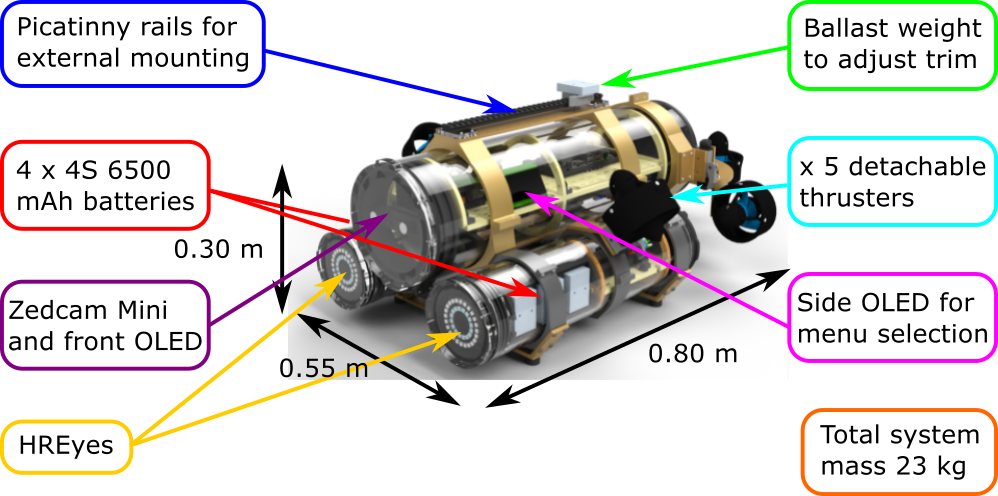 Picatinny rails for
external mounting
Ballast weight
to adjust trim
4 x 4S 6500
mAh batteries
x 5 detachable
thrusters
0.30 m
Zedcam Mini
and front OLED
Side OLED for
menu selection
0.55 m
0.80 m
HREyes
Total system
mass 23 kg